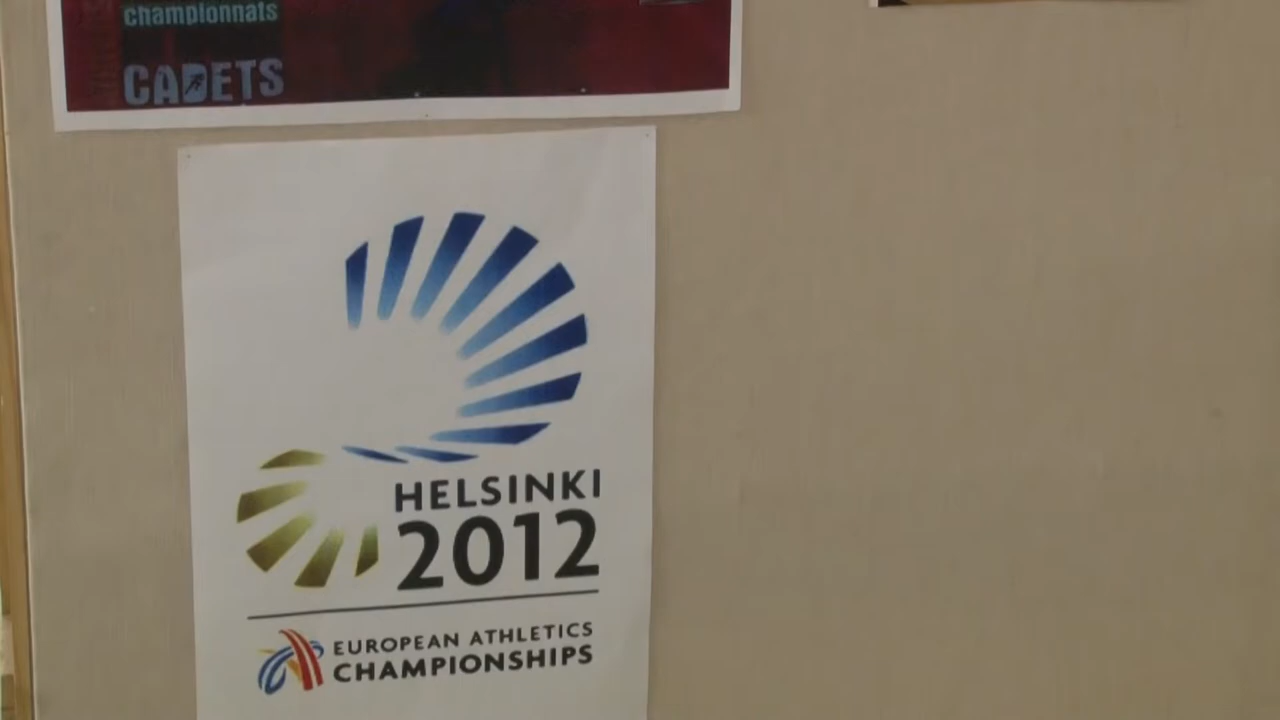 championnats
CADETS
HELSINKI
2012
EUROPEAN ATHLETICS
CHAMPIONSHIPS